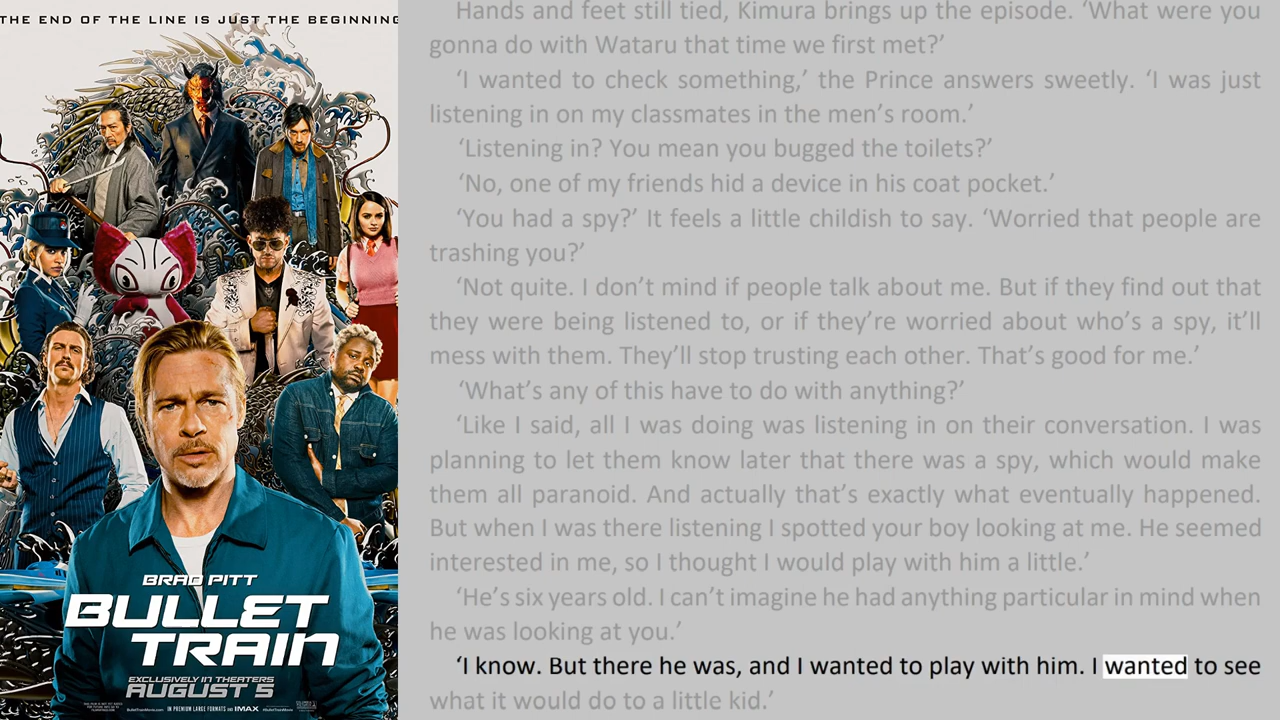 THE END OF THE LINE IS JUST THE BEGINNING
BRAD PITT
BULLET
TRAIN
EXCLUSIVELY IN THEATERS
AUGUST 5
IN PREMIUM LARGE FORMATS AND IMAX
Hands and feet still tied, Kimura brings up the episode. ‘What were you
gonna do with Wataru that time we first met?’
‘I wanted to check something,’ the Prince answers sweetly. ‘I was just
listening in on my classmates in the men’s room.’
‘Listening in? You mean you bugged the toilets?’
‘No, one of my friends hid a device in his coat pocket.’
‘You had a spy?’ It feels a little childish to say. ‘Worried that people are
trashing you?’
‘Not quite. I don’t mind if people talk about me. But if they find out that
they were being listened to, or if they’re worried about who’s a spy, it’ll
mess with them. They’ll stop trusting each other. That’s good for me.’
‘What’s any of this have to do with anything?’
‘Like I said, all I was doing was listening in on their conversation. I was
planning to let them know later that there was a spy, which would make
them all paranoid. And actually that’s exactly what eventually happened.
But when I was there listening I spotted your boy looking at me. He seemed
interested in me, so I thought I would play with him a little.’
‘He’s six years old. I can’t imagine he had anything particular in mind when
he was looking at you.’
‘I know. But there he was, and I wanted to play with him. I wanted to see
what it would do to a little kid.’